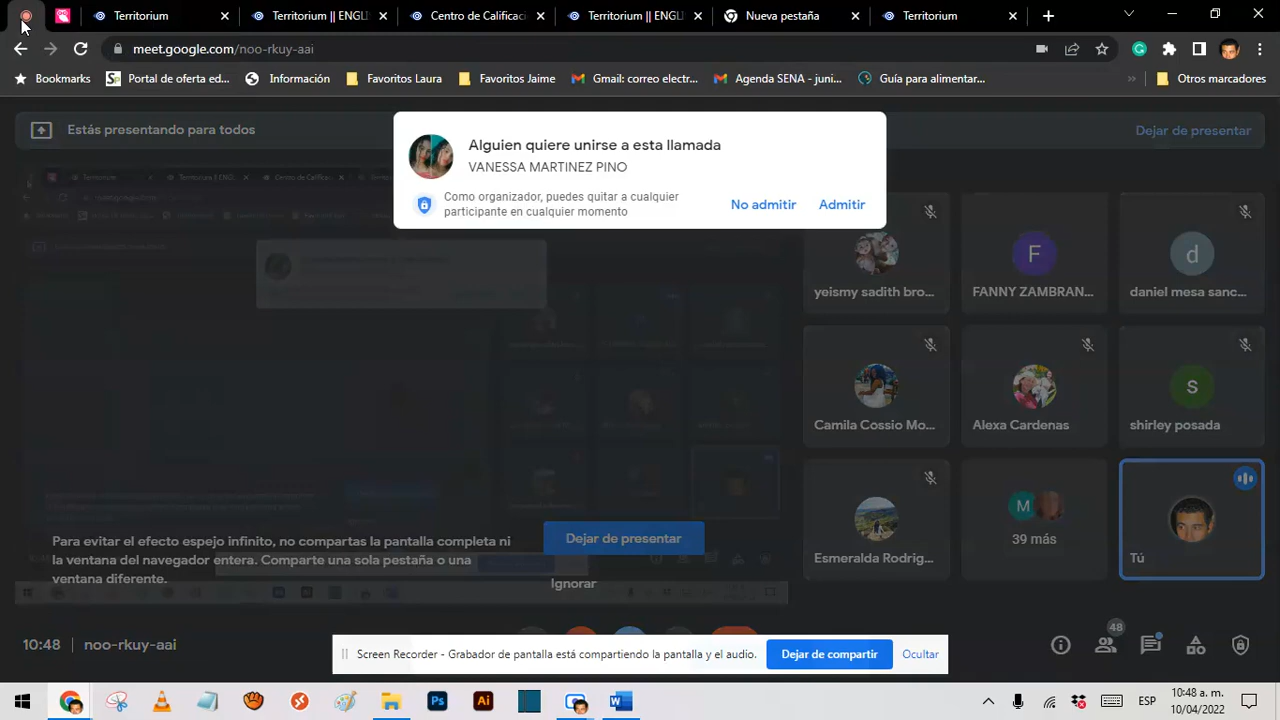 Territorium
Territorium || ENGL
Centro de Calificaci
Territorium || ENGL
Nueva pestaña
Territorium
meet.google.com/noo-rkuy-aai
Bookmarks
Portal de oferta ed...
Información
Favoritos Laura
Favoritos Jaime
Gmail: correo electr...
Agenda SENA - juni...
Guía para alimentar...
Otros marcadores
Estás presentando para todos
Dejar de presentar
Alguien quiere unirse a esta llamada
VANESSA MARTINEZ PINO
Como organizador, puedes quitar a cualquier
participante en cualquier momento
No admitir
Admitir
yeismy sadith bro...
F
FANNY ZAMBRAN...
d
daniel mesa sanc...
Camila Cossio Mo...
Alexa Cardenas
s
shirley posada
Esmeralda Rodrig...
M
39 más
Tú
Para evitar el efecto espejo infinito, no compartas la pantalla completa ni
la ventana del navegador entera. Comparte una sola pestaña o una
ventana diferente.
Dejar de presentar
Ignorar
10:48
noo-rkuy-aai
48
Screen Recorder - Grabador de pantalla está compartiendo la pantalla y el audio.
Dejar de compartir
Ocultar
Ps
Ai
W
ESP
10:48 a. m.
10/04/2022